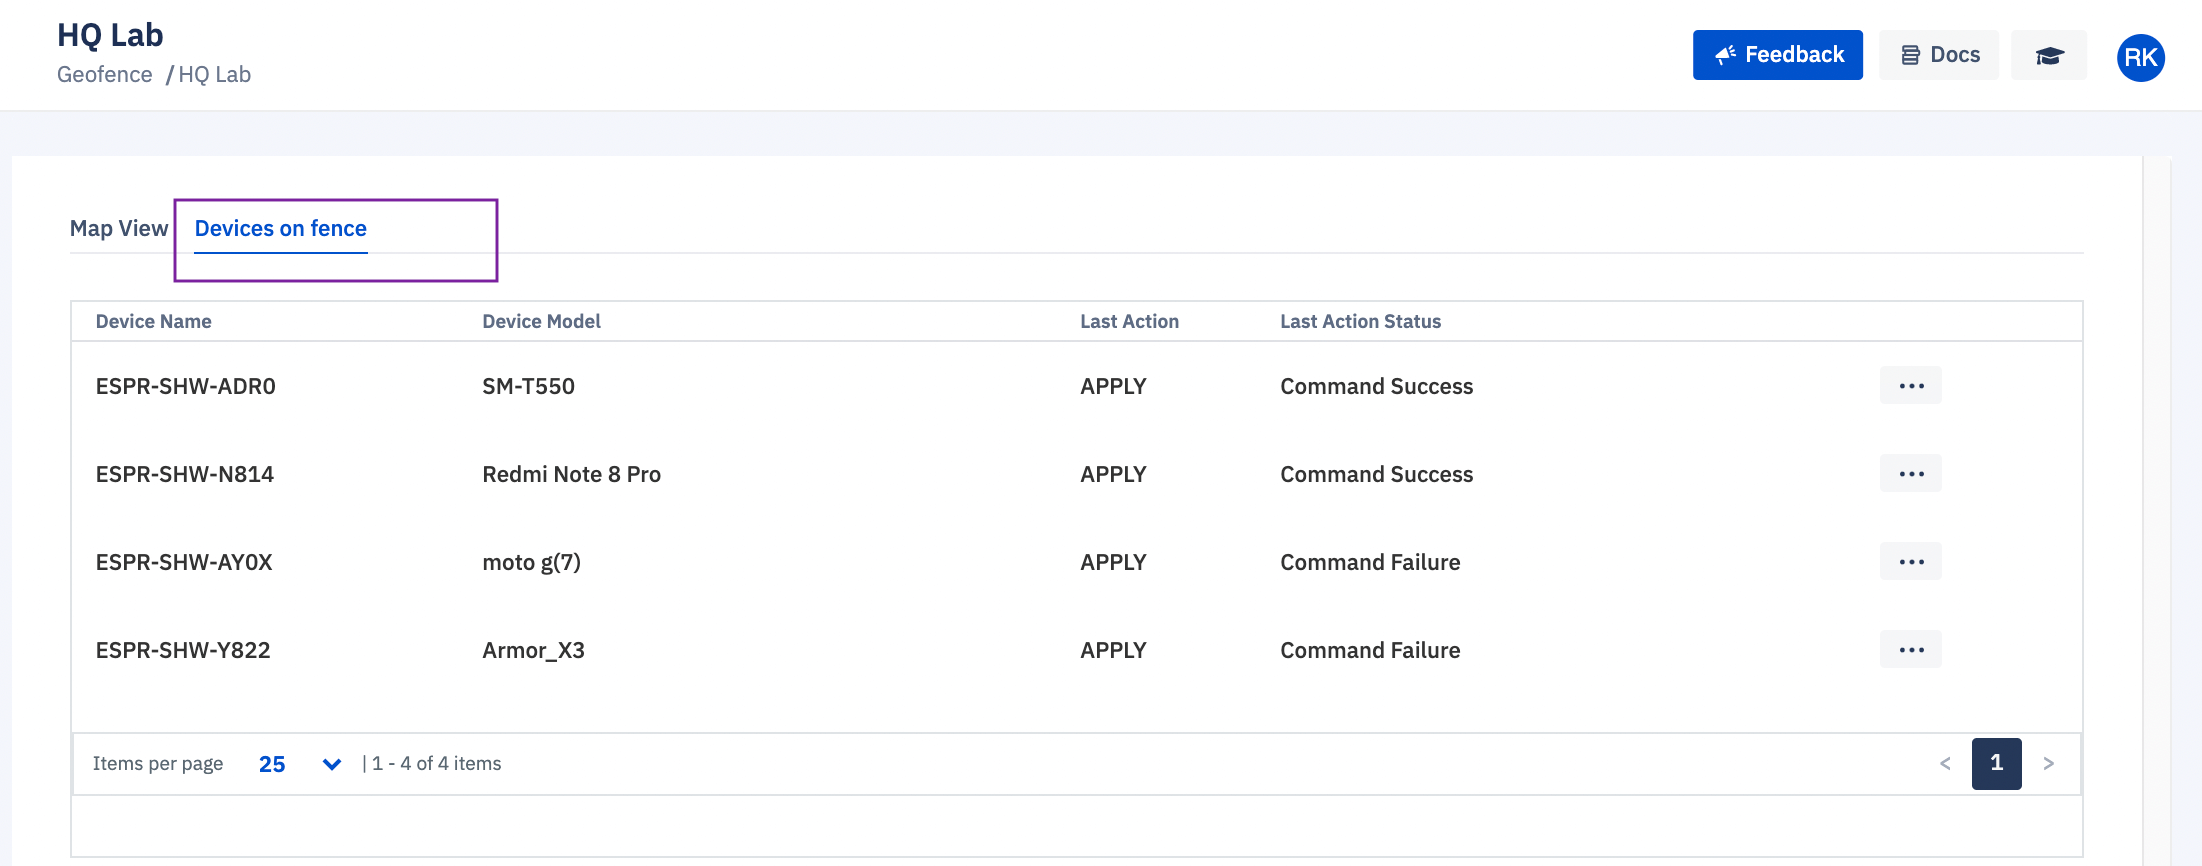 HQ Lab
Geofence / HQ Lab
Feedback
Docs
RK
Map View
Devices on fence
Device Name Device Model Last Action Last Action Status
ESPR-SHW-ADR0 SM-T550 APPLY Command Success
ESPR-SHW-N814 Redmi Note 8 Pro APPLY Command Success
ESPR-SHW-AY0X moto g(7) APPLY Command Failure
ESPR-SHW-Y822 Armor_X3 APPLY Command Failure
Items per page 25 | 1 - 4 of 4 items < 1 >